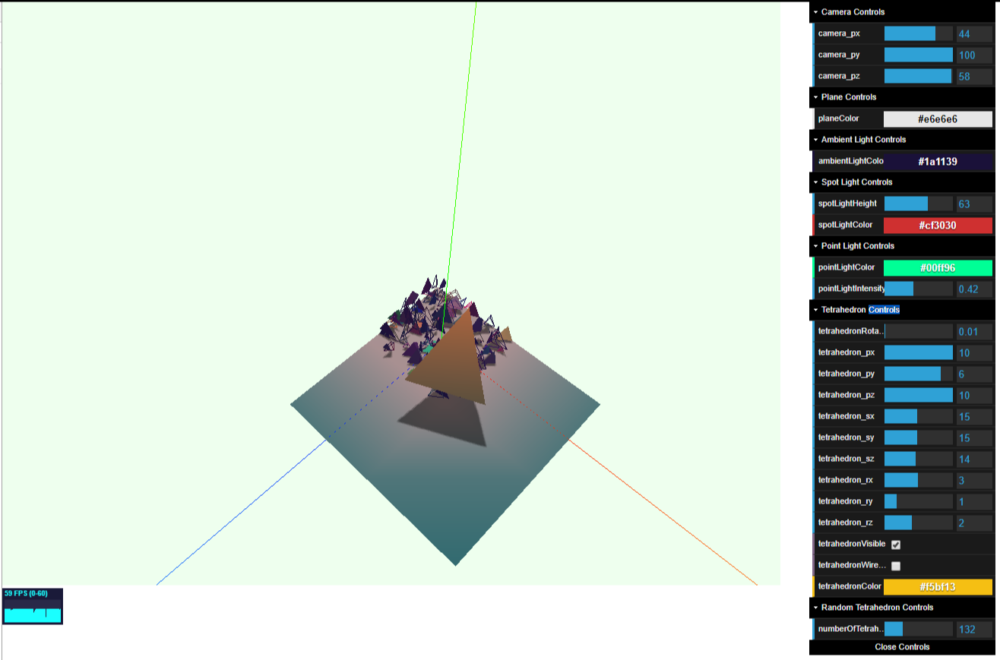 Camera Controls
camera_px 44
camera_py 100
camera_pz 58
Plane Controls
planeColor #e6e6e6
Ambient Light Controls
ambientLightColo #1a1139
Spot Light Controls
spotLightHeight 63
spotLightColor #cf3030
Point Light Controls
pointLightColor #00ff96
pointLightIntensity 0.42
Tetrahedron Controls
tetrahedronRota... 0.01
tetrahedron_px 10
tetrahedron_py 6
tetrahedron_pz 10
tetrahedron_sx 15
tetrahedron_sy 15
tetrahedron_sz 14
tetrahedron_rx 3
tetrahedron_ry 1
tetrahedron_rz 2
tetrahedronVisible
tetrahedronWire...
tetrahedronColor #f5bf13
Random Tetrahedron Controls
numberOfTetrah... 132
Close Controls
59 FPS (0-60)